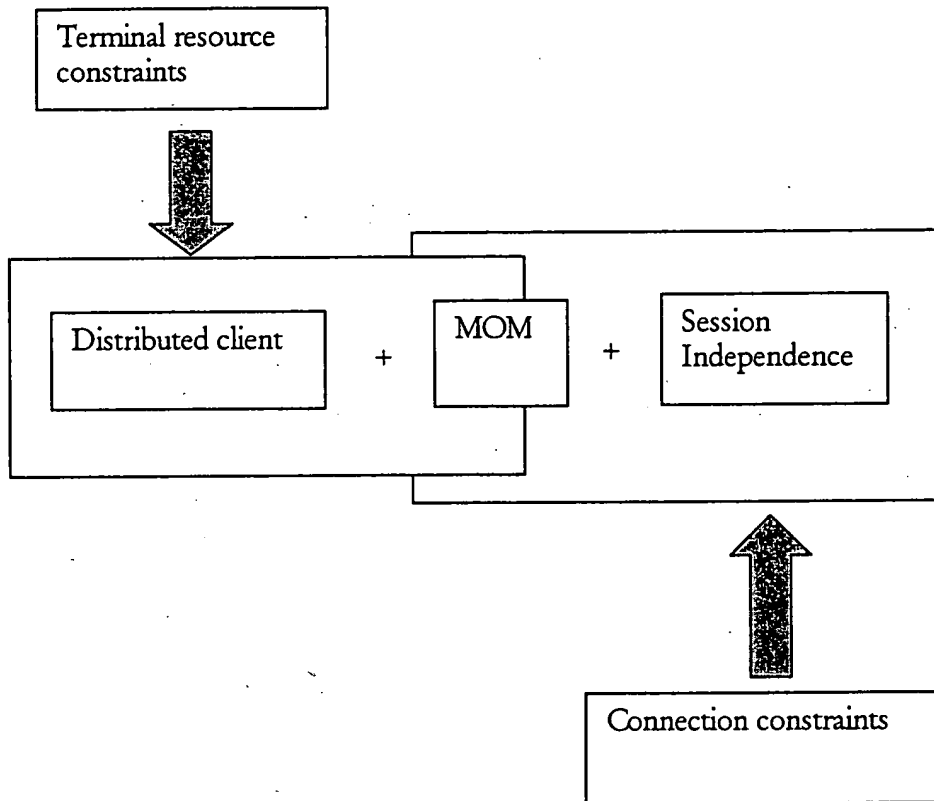 Terminal resource
constraints
Distributed client
+
MOM
+
Session
Independence
Connection constraints